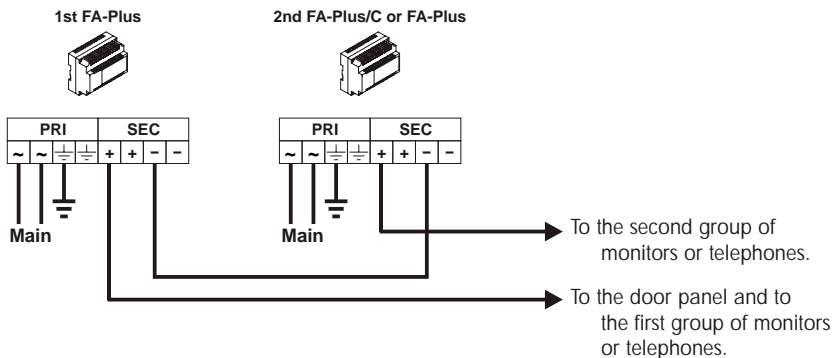 1st FA-Plus
2nd FA-Plus/C or FA-Plus
PRI SEC
~ ~ ⏚ ⏚ + + − −
Main
PRI SEC
~ ~ ⏚ ⏚ + + − −
Main
To the second group of
monitors or telephones.
To the door panel and to
the first group of monitors
or telephones.